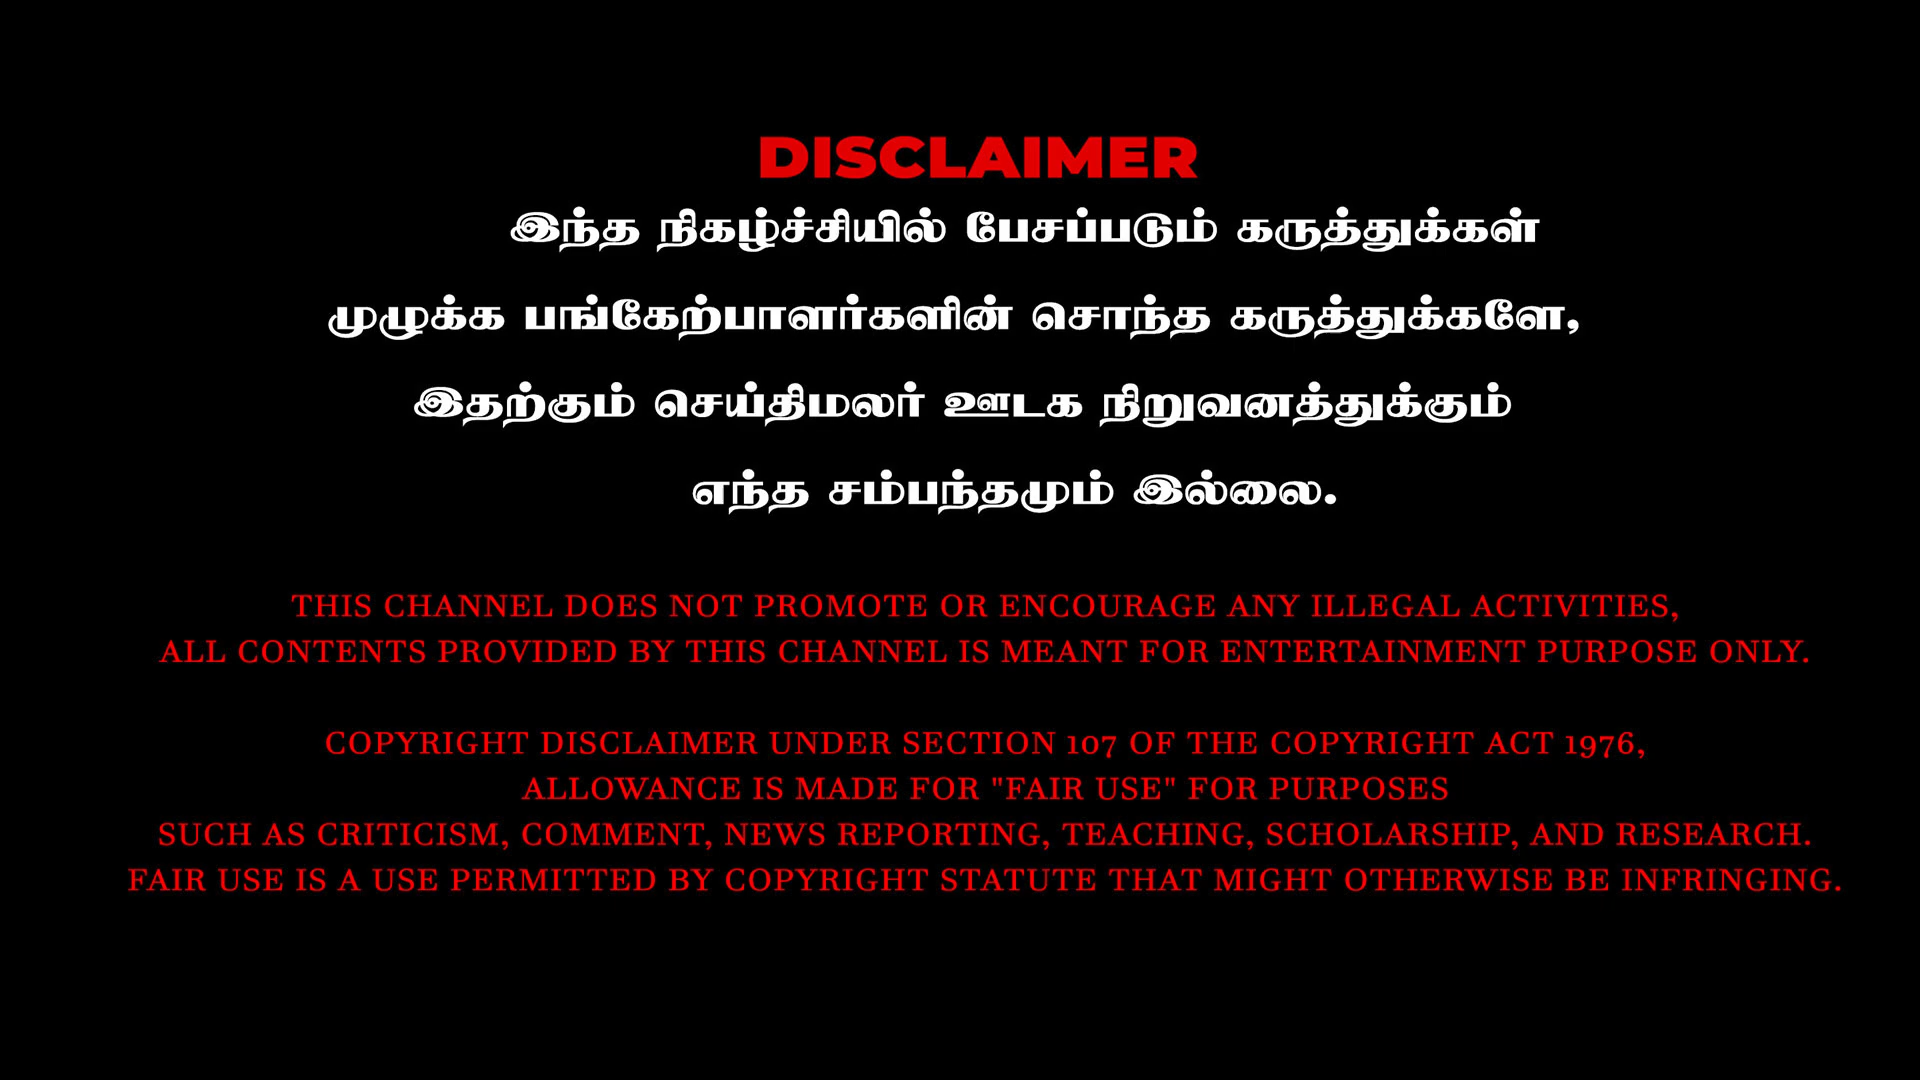 DISCLAIMER
இந்த நிகழ்ச்சியில் பேசப்படும் கருத்துக்கள்
முழுக்க பங்கேற்பாளர்களின் சொந்த கருத்துக்களே,
இதற்கும் செய்திமலர் ஊடக நிறுவனத்துக்கும்
எந்த சம்பந்தமும் இல்லை.
THIS CHANNEL DOES NOT PROMOTE OR ENCOURAGE ANY ILLEGAL ACTIVITIES,
ALL CONTENTS PROVIDED BY THIS CHANNEL IS MEANT FOR ENTERTAINMENT PURPOSE ONLY.
COPYRIGHT DISCLAIMER UNDER SECTION 107 OF THE COPYRIGHT ACT 1976,
ALLOWANCE IS MADE FOR "FAIR USE" FOR PURPOSES
SUCH AS CRITICISM, COMMENT, NEWS REPORTING, TEACHING, SCHOLARSHIP, AND RESEARCH.
FAIR USE IS A USE PERMITTED BY COPYRIGHT STATUTE THAT MIGHT OTHERWISE BE INFRINGING.